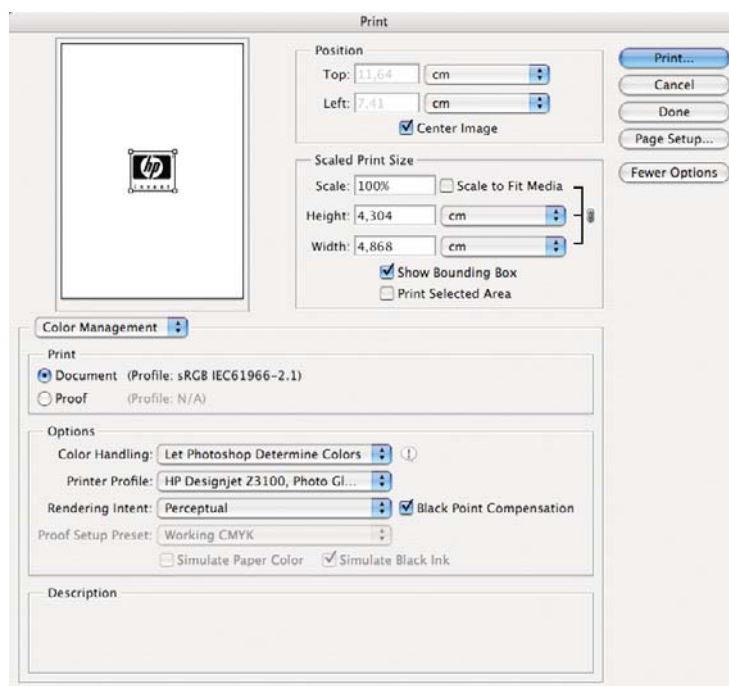 Print
Position
Top: 11,64 cm
Left: 7,41 cm
Center Image
Scaled Print Size
Scale: 100% Scale to Fit Media
Height: 4,304 cm
Width: 4,868 cm
Show Bounding Box
Print Selected Area
Print...
Cancel
Done
Page Setup...
Fewer Options
hp
invent
Color Management
Print
Document (Profile: sRGB IEC61966-2.1)
Proof (Profile: N/A)
Options
Color Handling: Let Photoshop Determine Colors
Printer Profile: HP Designjet Z3100, Photo Gl...
Rendering Intent: Perceptual Black Point Compensation
Proof Setup Preset: Working CMYK
Simulate Paper Color Simulate Black Ink
Description